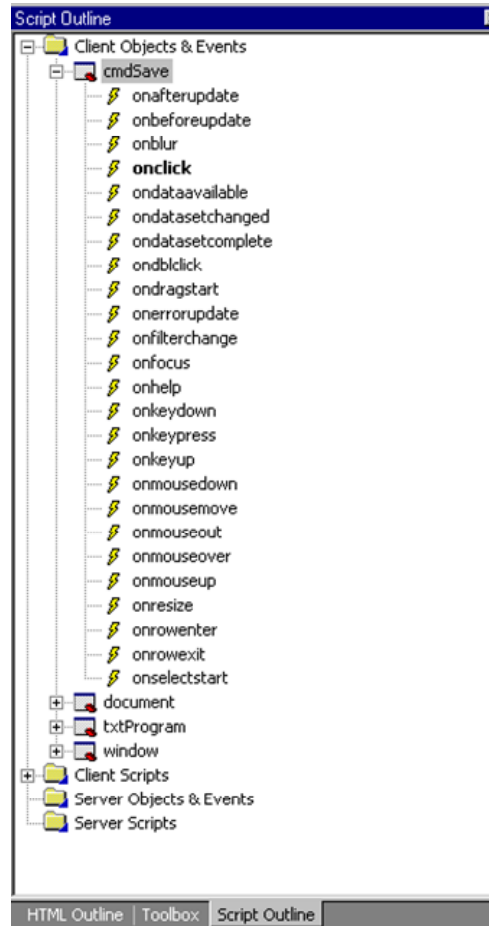 Script Outline
Client Objects & Events
cmdSave
onafterupdate
onbeforeupdate
onblur
onclick
ondataavailable
ondatasetchanged
ondatasetcomplete
ondblclick
ondragstart
onerrorupdate
onfilterchange
onfocus
onhelp
onkeydown
onkeypress
onkeyup
onmousedown
onmousemove
onmouseout
onmouseover
onmouseup
onresize
onrowenter
onrowexit
onselectstart
document
txtProgram
window
Client Scripts
Server Objects & Events
Server Scripts
HTML Outline | Toolbox | Script Outline